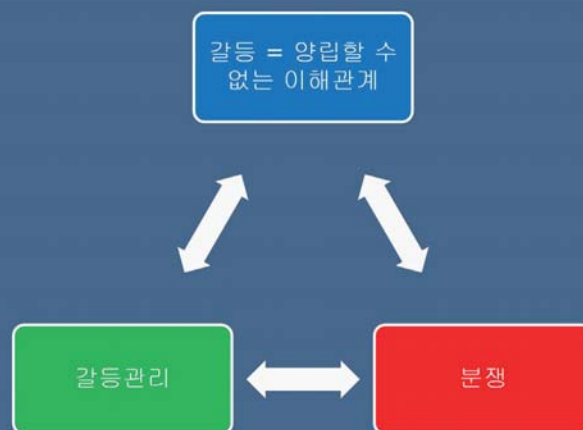 갈등 = 양립할 수
없는 이해관계
갈등관리
분쟁